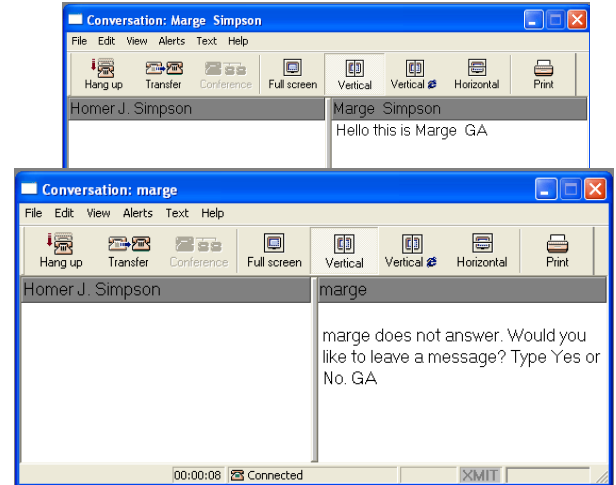 Conversation: Marge  Simpson
File Edit View Alerts Text Help
Hang up Transfer Conference Full screen Vertical Vertical Horizontal Print
Homer J. Simpson Marge  Simpson
Hello this is Marge  GA
Conversation: marge
File Edit View Alerts Text Help
Hang up Transfer Conference Full screen Vertical Vertical Horizontal Print
Homer J. Simpson marge
marge does not answer. Would you
like to leave a message? Type Yes or
No. GA
00:00:08 Connected XMIT